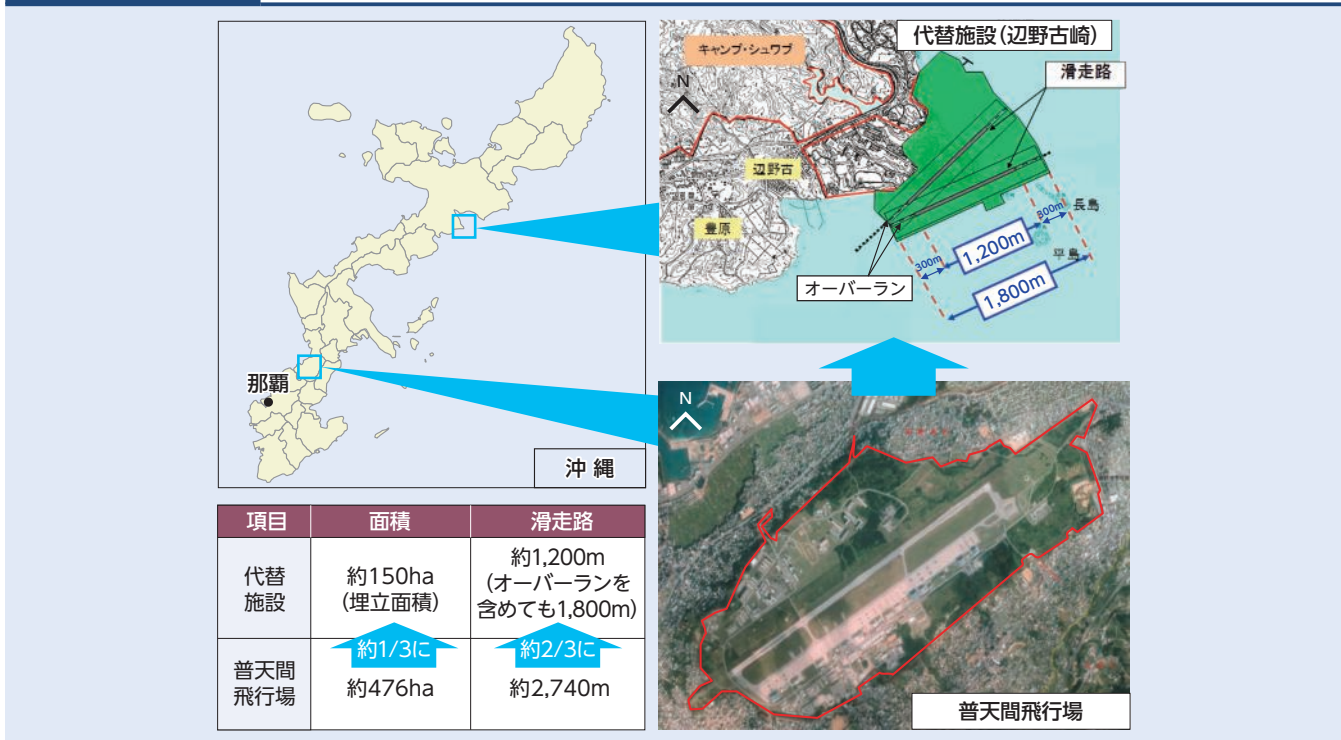 那覇
沖 縄
代替施設(辺野古崎)
キャンプ・シュワブ
N
滑走路
辺野古
豊原
長島
平島
300m
1,200m
300m
1,800m
オーバーラン
N
普天間飛行場
項目 面積 滑走路
代替
施設
約150ha
(埋立面積)
約1,200m
(オーバーランを
含めても1,800m)
約1/3に
約2/3に
普天間
飛行場
約476ha
約2,740m